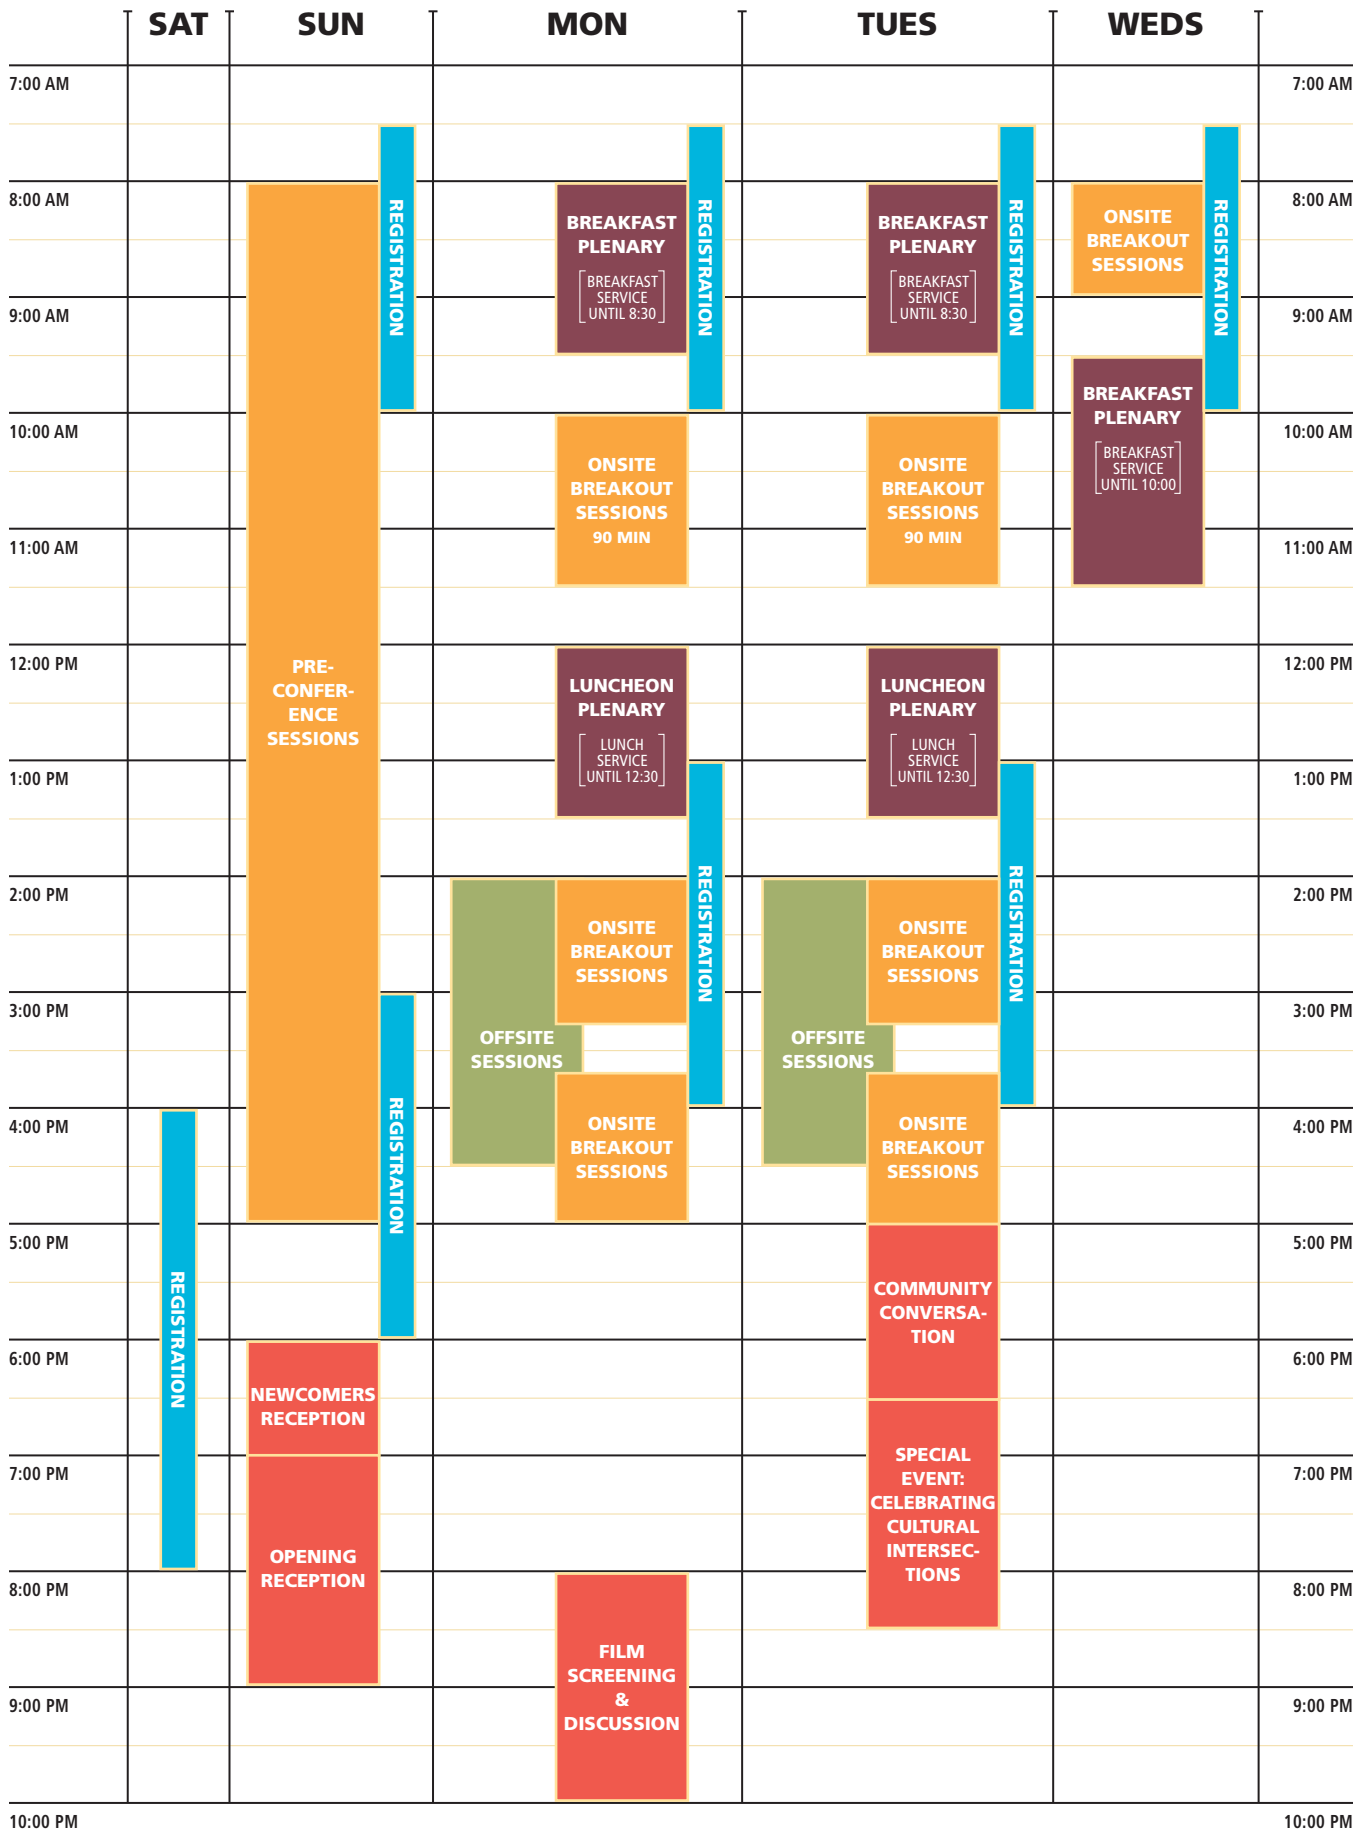 SAT
SUN
MON
TUES
WEDS
7:00 AM
7:00 AM
8:00 AM
8:00 AM
9:00 AM
9:00 AM
10:00 AM
10:00 AM
11:00 AM
11:00 AM
12:00 PM
12:00 PM
1:00 PM
1:00 PM
2:00 PM
2:00 PM
3:00 PM
3:00 PM
4:00 PM
4:00 PM
5:00 PM
5:00 PM
6:00 PM
6:00 PM
7:00 PM
7:00 PM
8:00 PM
8:00 PM
9:00 PM
9:00 PM
10:00 PM
10:00 PM
REGISTRATION
PRE-
CONFER-
ENCE
SESSIONS
REGISTRATION
REGISTRATION
NEWCOMERS
RECEPTION
OPENING
RECEPTION
BREAKFAST
PLENARY
BREAKFAST
SERVICE
UNTIL 8:30
REGISTRATION
ONSITE
BREAKOUT
SESSIONS
90 MIN
LUNCHEON
PLENARY
LUNCH
SERVICE
UNTIL 12:30
REGISTRATION
OFFSITE
SESSIONS
ONSITE
BREAKOUT
SESSIONS
ONSITE
BREAKOUT
SESSIONS
FILM
SCREENING
&
DISCUSSION
BREAKFAST
PLENARY
BREAKFAST
SERVICE
UNTIL 8:30
REGISTRATION
ONSITE
BREAKOUT
SESSIONS
90 MIN
LUNCHEON
PLENARY
LUNCH
SERVICE
UNTIL 12:30
REGISTRATION
OFFSITE
SESSIONS
ONSITE
BREAKOUT
SESSIONS
ONSITE
BREAKOUT
SESSIONS
COMMUNITY
CONVERSA-
TION
SPECIAL
EVENT:
CELEBRATING
CULTURAL
INTERSEC-
TIONS
ONSITE
BREAKOUT
SESSIONS
REGISTRATION
BREAKFAST
PLENARY
BREAKFAST
SERVICE
UNTIL 10:00